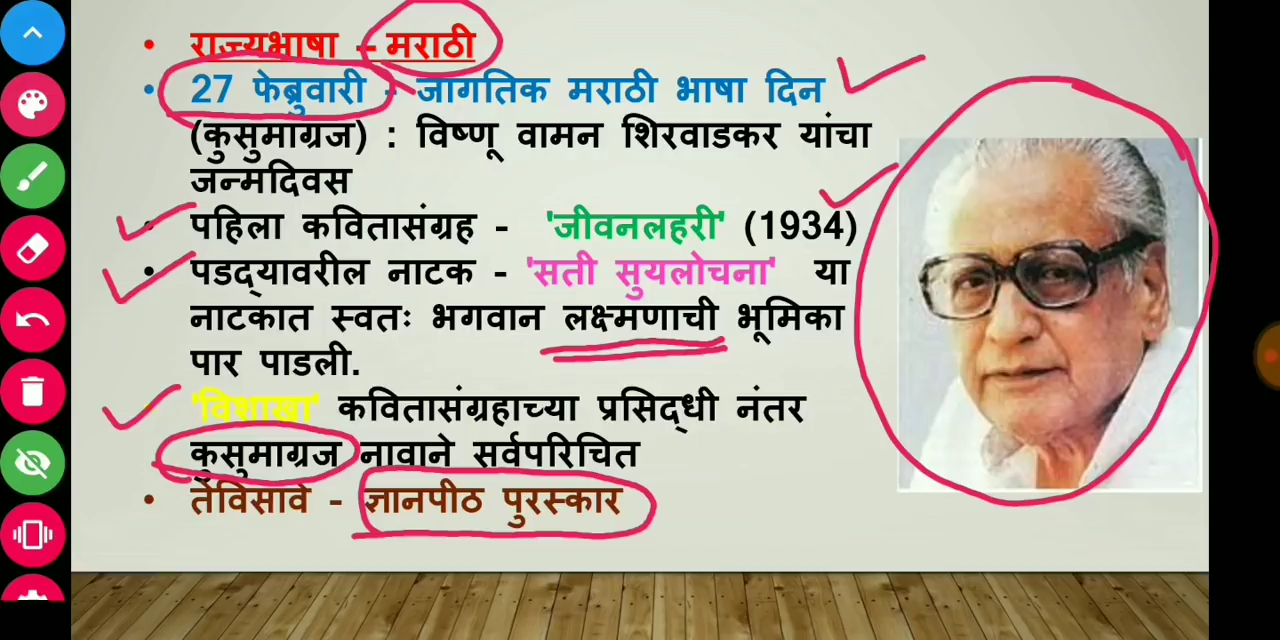 • राज्यभाषा – मराठी
• 27 फेब्रुवारी - जागतिक मराठी भाषा दिन
(कुसुमाग्रज) : विष्णू वामन शिरवाडकर यांचा
जन्मदिवस
• पहिला कवितासंग्रह - 'जीवनलहरी' (1934)
• पडद्यावरील नाटक - 'सती सुयलोचना' या
नाटकात स्वतः भगवान लक्ष्मणाची भूमिका
पार पाडली.
• 'विशाखा' कवितासंग्रहाच्या प्रसिद्धी नंतर
कुसुमाग्रज नावाने सर्वपरिचित
• तेविसावे - ज्ञानपीठ पुरस्कार